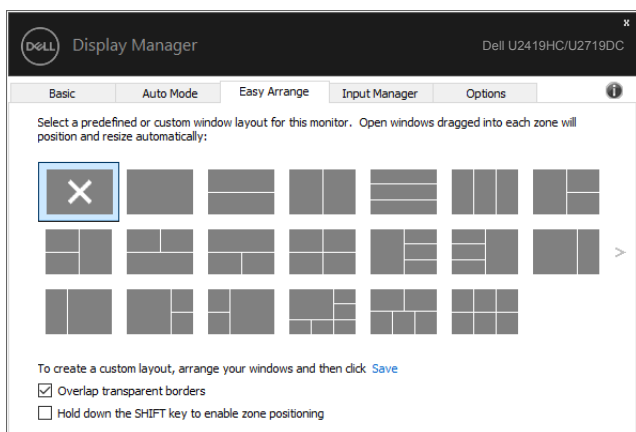 x
DELL Display Manager Dell U2419HC/U2719DC
Basic Auto Mode Easy Arrange Input Manager Options
Select a predefined or custom window layout for this monitor. Open windows dragged into each zone will
position and resize automatically:
To create a custom layout, arrange your windows and then click Save
Overlap transparent borders
Hold down the SHIFT key to enable zone positioning